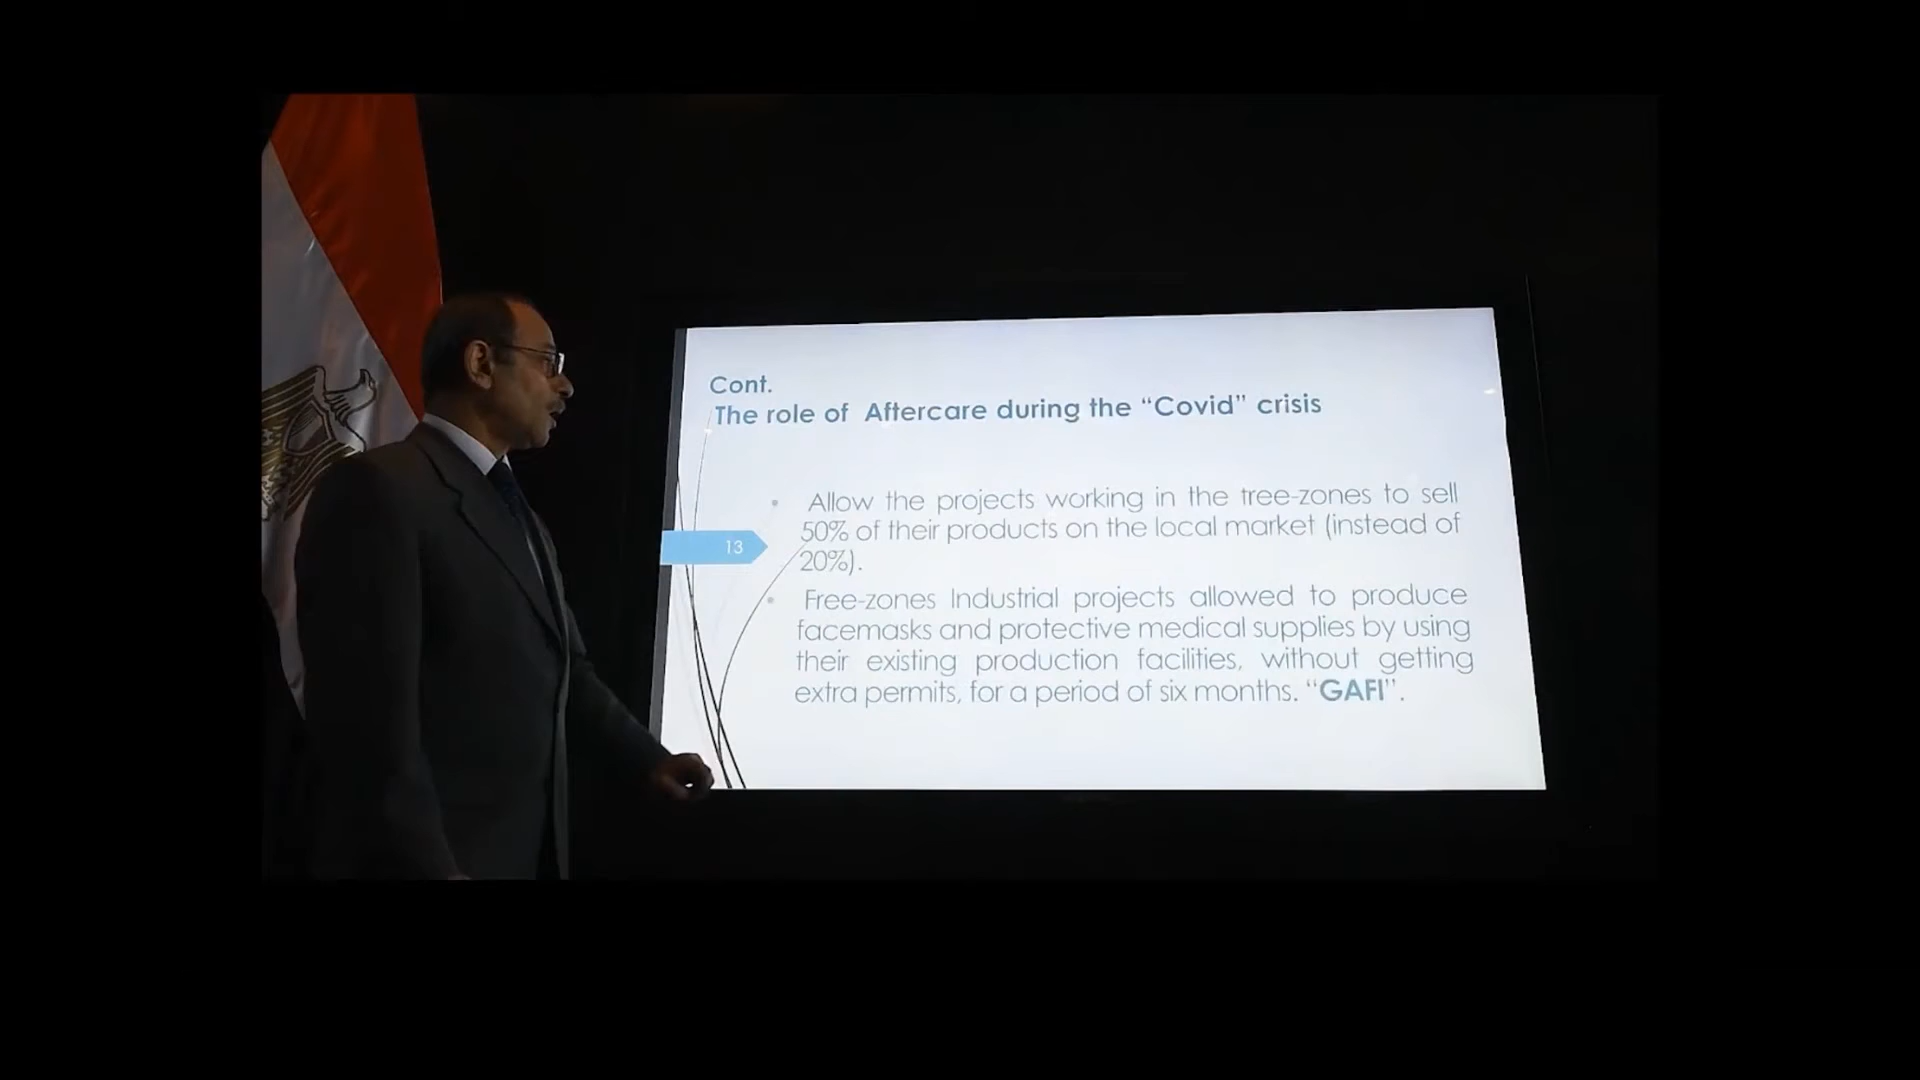 Cont.
The role of Aftercare during the “Covid” crisis
• Allow the projects working in the tree-zones to sell
50% of their products on the local market (instead of
20%).
13
• Free-zones Industrial projects allowed to produce
facemasks and protective medical supplies by using
their existing production facilities, without getting
extra permits, for a period of six months. “GAFI”.